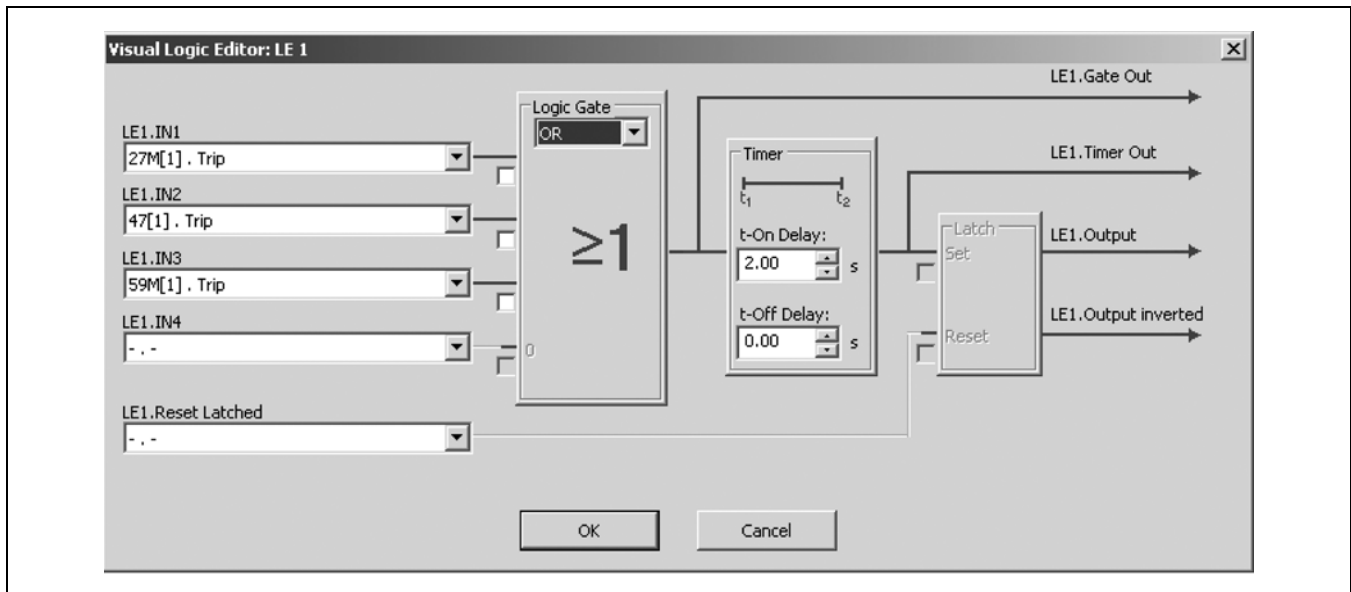 Visual Logic Editor: LE 1
LE1.Gate Out
Logic Gate
OR
LE1.IN1
27M[1] . Trip
Timer
LE1.Timer Out
t1 t2
LE1.IN2
47[1] . Trip
≥1
t-On Delay:
2.00 s
Latch
Set
LE1.Output
LE1.IN3
59M[1] . Trip
t-Off Delay:
0.00 s
LE1.Output inverted
Reset
LE1.IN4
- . -
0
LE1.Reset Latched
- . -
OK
Cancel